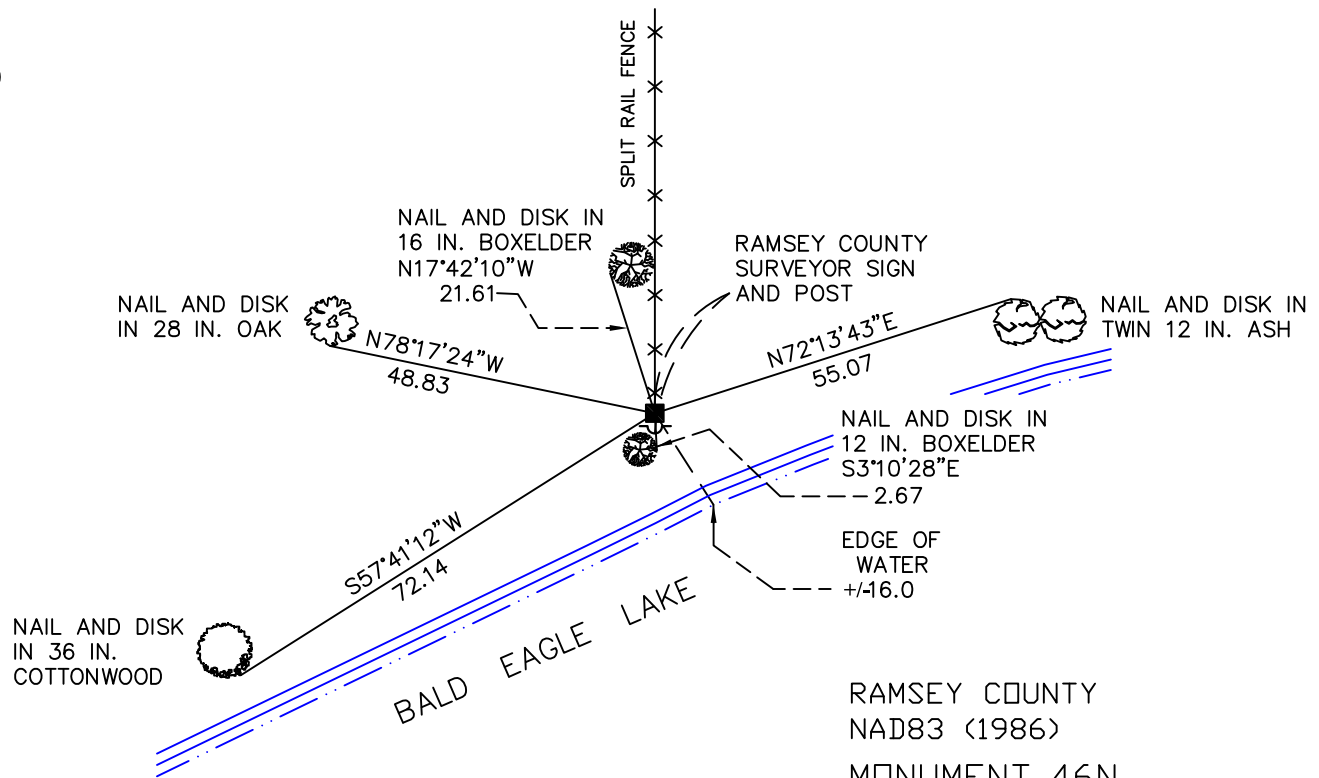 )
SPLIT RAIL FENCE
NAIL AND DISK IN
16 IN. BOXELDER
N17°42'10"W
21.61
RAMSEY COUNTY
SURVEYOR SIGN
AND POST
NAIL AND DISK
IN 28 IN. OAK
N78°17'24"W
48.83
N72°13'43"E
55.07
NAIL AND DISK IN
TWIN 12 IN. ASH
NAIL AND DISK IN
12 IN. BOXELDER
S3°10'28"E
2.67
S57°41'12"W
72.14
EDGE OF
WATER
+/-16.0
NAIL AND DISK
IN 36 IN.
COTTONWOOD
BALD EAGLE LAKE
RAMSEY COUNTY
NAD83 (1986)
MONUMENT 46N